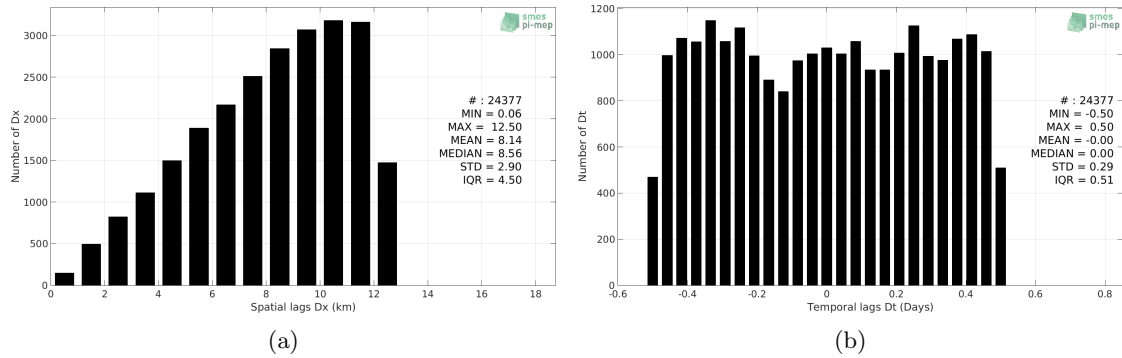 smos
pi-mep
3000
2500
2000
1500
1000
500
0
Number of Dx
# : 24377
MIN = 0.06
MAX = 12.50
MEAN = 8.14
MEDIAN = 8.56
STD = 2.90
IQR = 4.50
0 2 4 6 8 10 12 14 16 18
Spatial lags Dx (km)
(a)
smos
pi-mep
1200
1000
800
600
400
200
0
Number of Dt
# : 24377
MIN = -0.50
MAX = 0.50
MEAN = -0.00
MEDIAN = 0.00
STD = 0.29
IQR = 0.51
-0.6 -0.4 -0.2 0 0.2 0.4 0.6 0.8
Temporal lags Dt (Days)
(b)